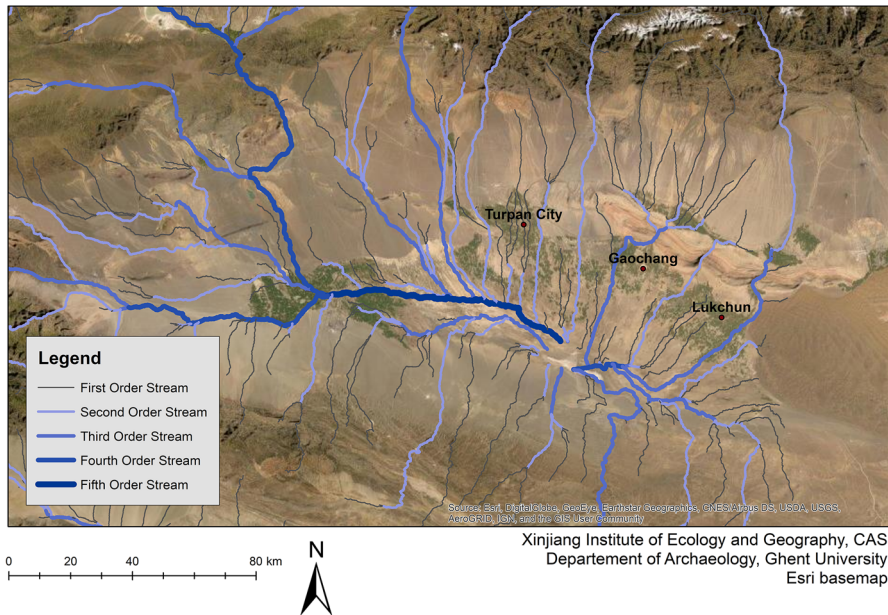 Turpan City
Gaochang
Lukchun
Legend
First Order Stream
Second Order Stream
Third Order Stream
Fourth Order Stream
Fifth Order Stream
Source: Esri, DigitalGlobe, GeoEye, Earthstar Geographics, CNES/Airbus DS, USDA, USGS,
AeroGRID, IGN, and the GIS User Community
Xinjiang Institute of Ecology and Geography, CAS
Departement of Archaeology, Ghent University
Esri basemap
N
0 20 40 80 km